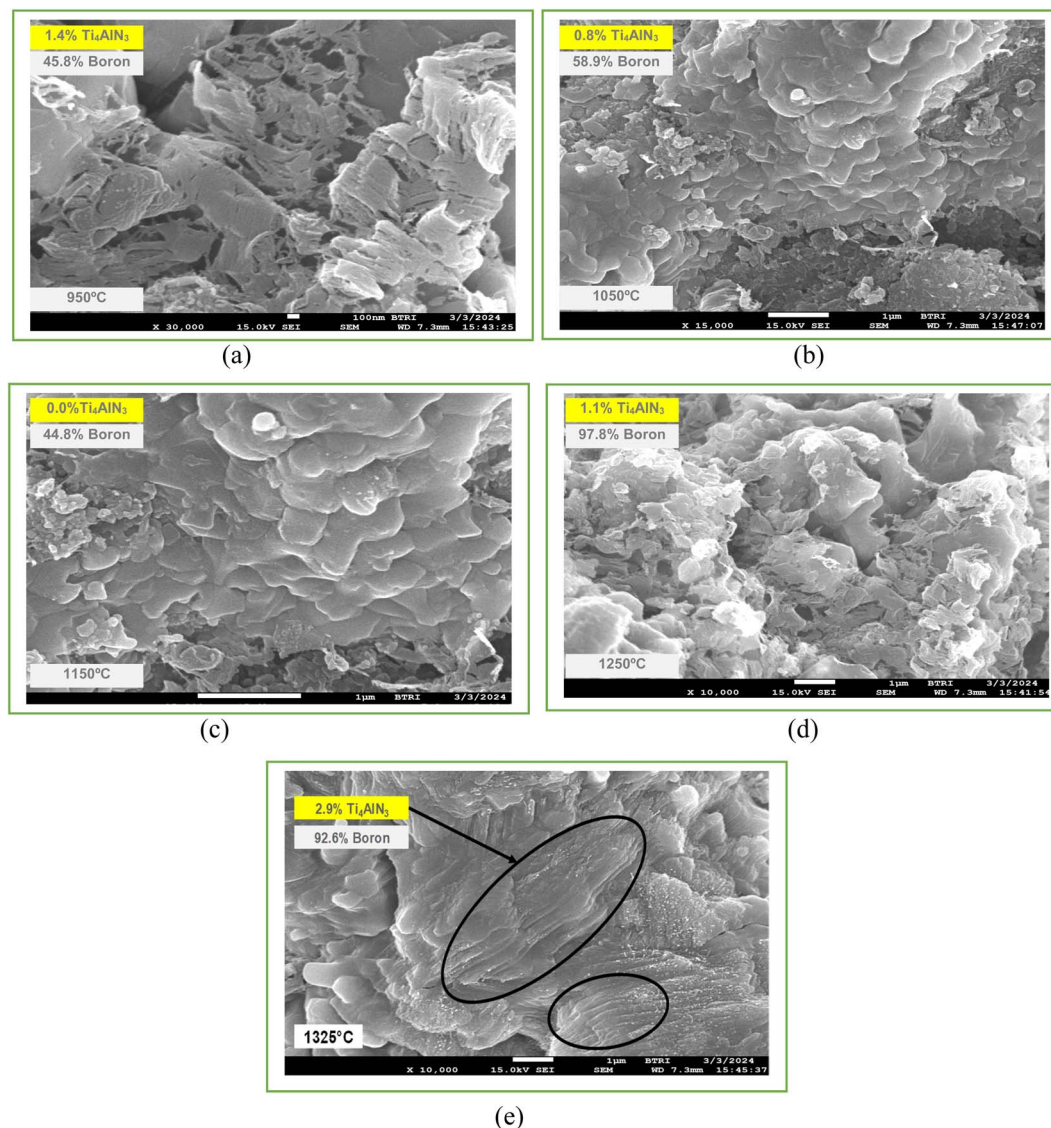 1.4% Ti₄AlN₃
45.8% Boron
950ºC
100nm BTRI 3/3/2024
X 30,000 15.0kV SEI SEM WD 7.3mm 15:43:25
(a)
0.8% Ti₄AlN₃
58.9% Boron
1050ºC
1µm BTRI 3/3/2024
X 15,000 15.0kV SEI SEM WD 7.3mm 15:47:07
(b)
0.0%Ti₄AlN₃
44.8% Boron
1150ºC
1µm BTRI 3/3/2024
(c)
1.1% Ti₄AlN₃
97.8% Boron
1250ºC
1µm BTRI 3/3/2024
X 10,000 15.0kV SEI SEM WD 7.3mm 15:41:54
(d)
2.9% Ti₄AlN₃
92.6% Boron
1325°C
1µm BTRI 3/3/2024
X 10,000 15.0kV SEI SEM WD 7.3mm 15:45:37
(e)